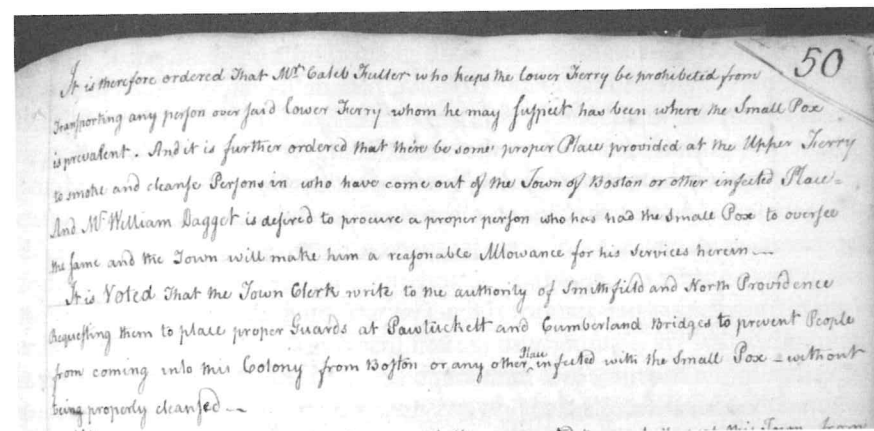 50
It is therefore ordered That Mr. Caleb Fuller who keeps the lower Ferry be prohibeted from
Transporting any person over said lower Ferry whom he may suspect has been where the Small Pox
is prevalent. And it is further ordered that there be some proper Place provided at the Upper Ferry
to smoke and cleanse Persons in who have come out of the Town of Boston or other infected Place.
And Mr. William Dagget is desired to procure a proper person who has had the Small Pox to oversee
the same and the Town will make him a reasonable Allowance for his Services herein —
It is Voted That the Town Clerk write to the authority of Smithfield and North Providence
Requesting them to place proper Guards at Pawtuckett and Cumberland Bridges to prevent People
from coming into this Colony from Boston or any other Place infected with the Small Pox — without
being properly cleansed —